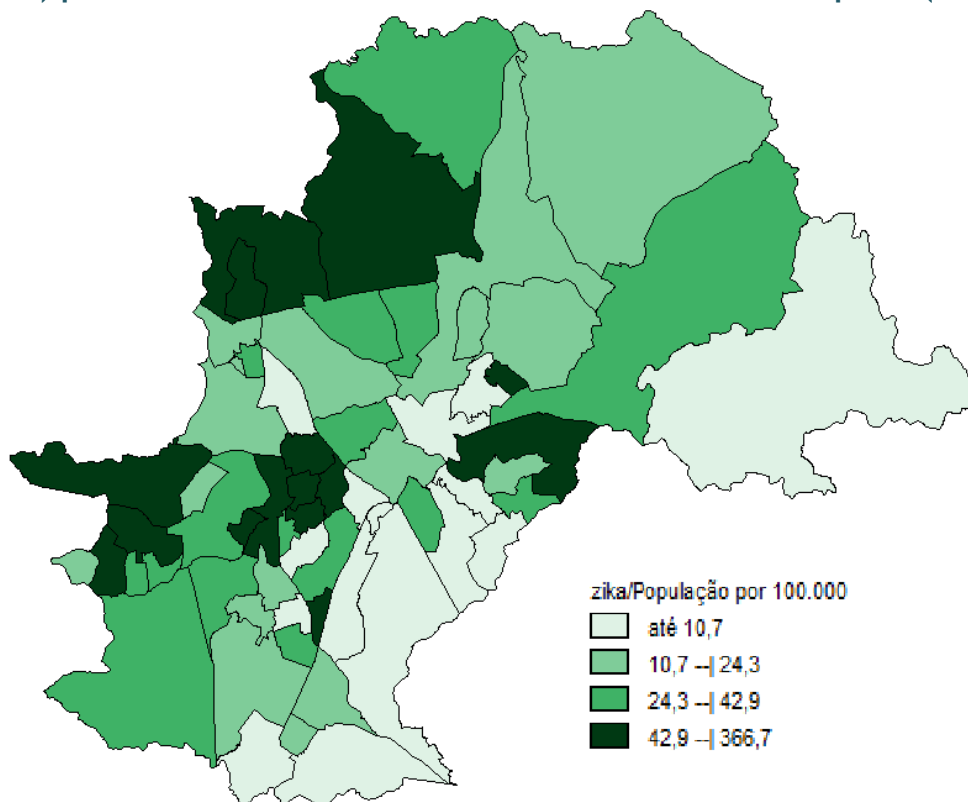 zika/População por 100.000
até 10,7
10,7 --| 24,3
24,3 --| 42,9
42,9 --| 366,7